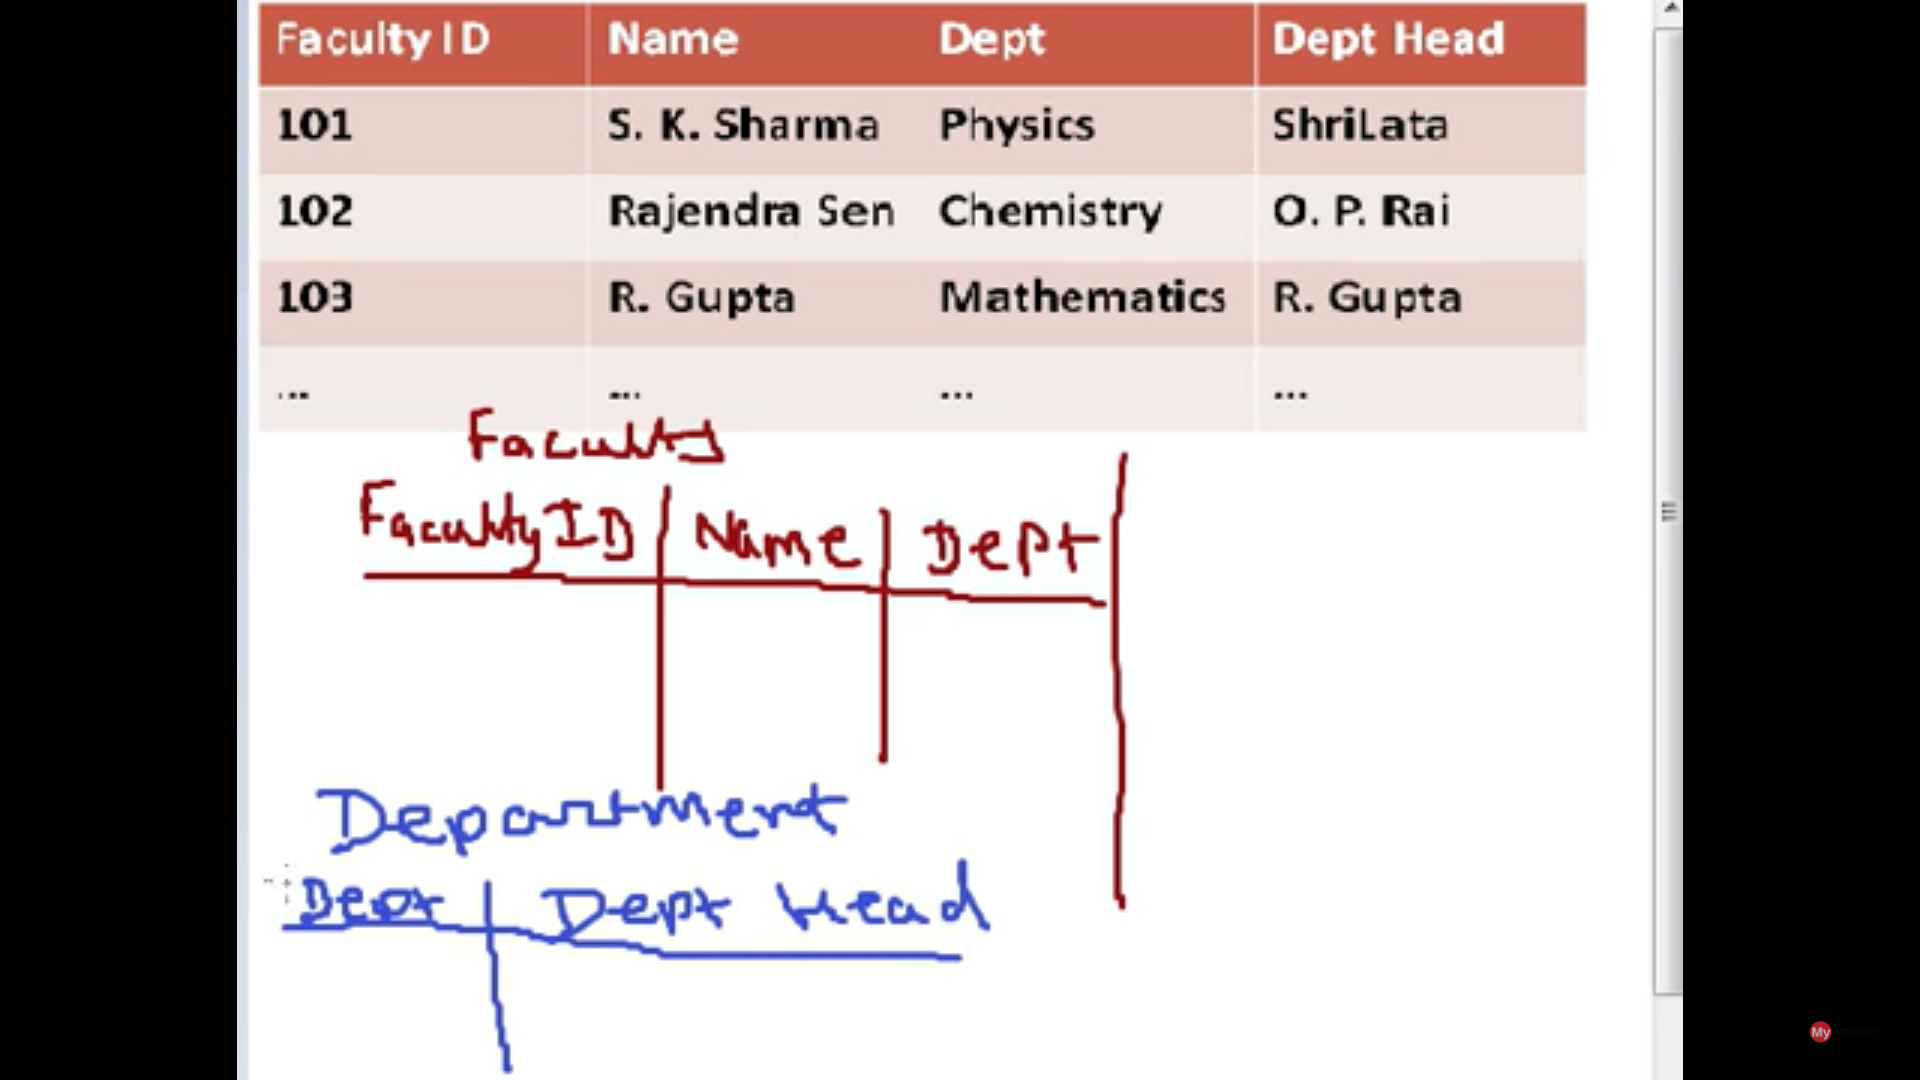 Faculty ID Name Dept Dept Head
101 S. K. Sharma Physics ShriLata
102 Rajendra Sen Chemistry O. P. Rai
103 R. Gupta Mathematics R. Gupta
... ... ... ...
Faculty
FacultyID Name Dept
Department
Dept Dept Head
My